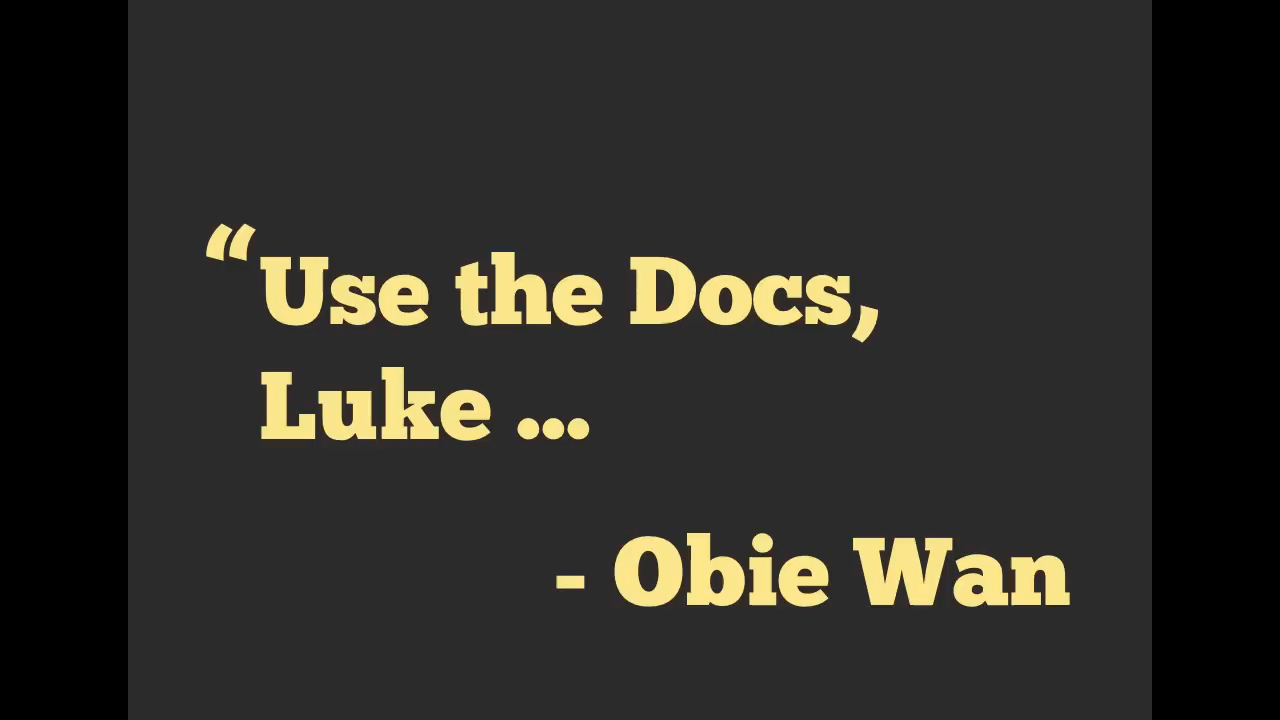 “Use the Docs,
Luke ...
- Obie Wan